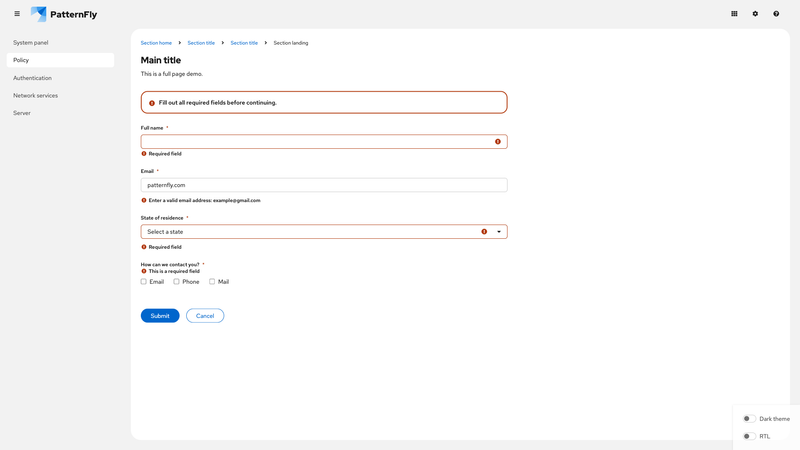 PatternFly
System panel
Policy
Authentication
Network services
Server
Section home Section title Section title Section landing
Main title
This is a full page demo.
Fill out all required fields before continuing.
Full name *
Required field
Email *
patternfly.com
Enter a valid email address: example@gmail.com
State of residence *
Select a state
Required field
How can we contact you? *
This is a required field
Email Phone Mail
Submit Cancel
Dark theme
RTL